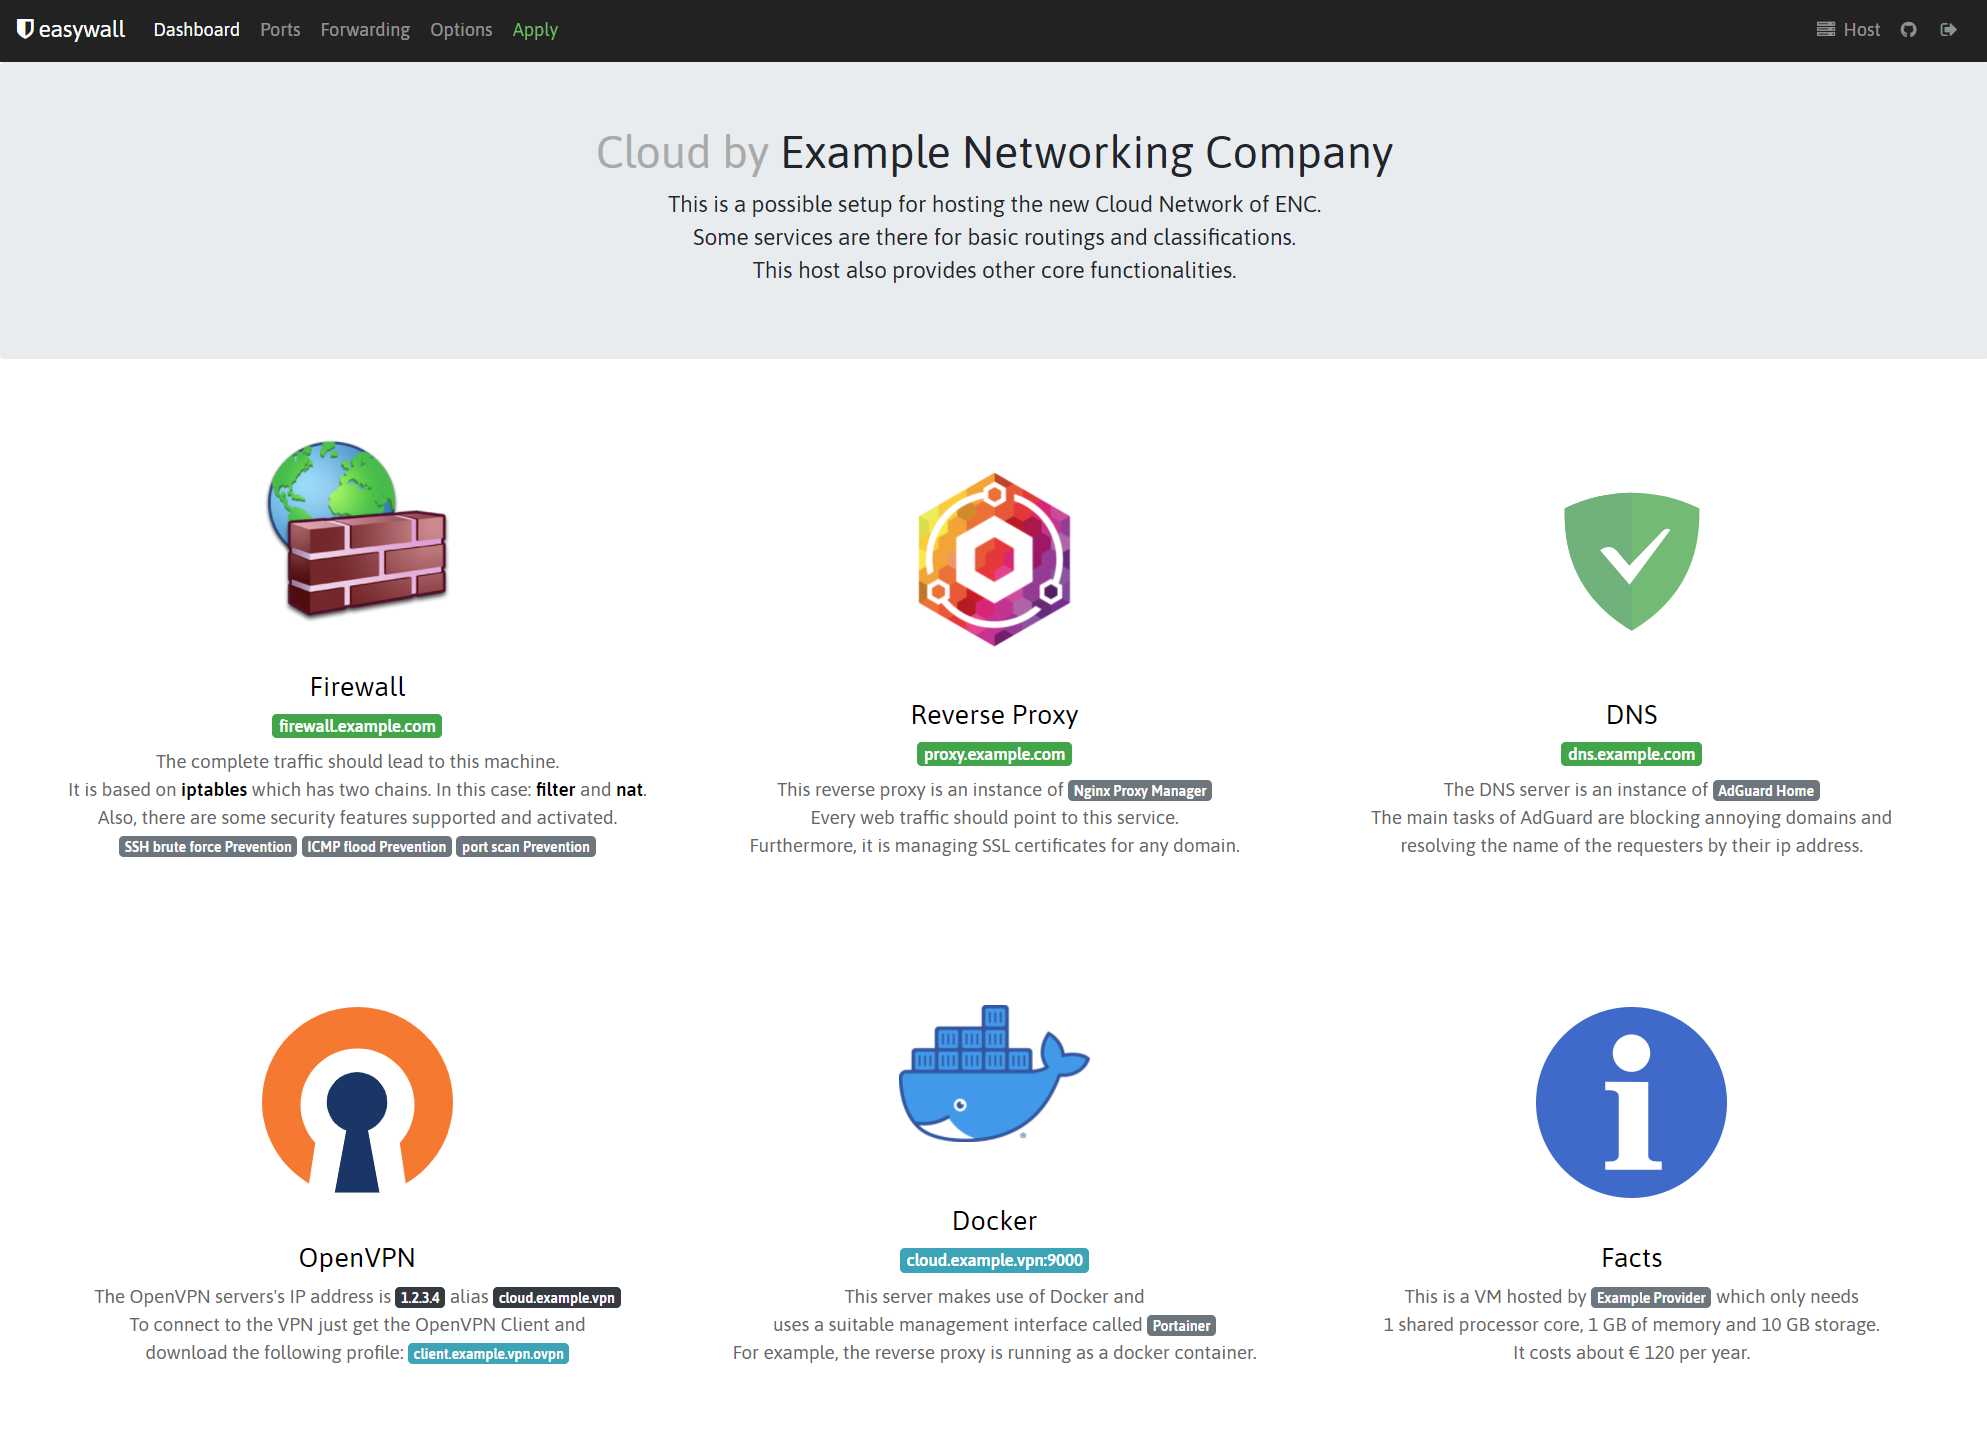 easywall Dashboard Ports Forwarding Options Apply Host
Cloud by Example Networking Company
This is a possible setup for hosting the new Cloud Network of ENC.
Some services are there for basic routings and classifications.
This host also provides other core functionalities.
Firewall
firewall.example.com
The complete traffic should lead to this machine.
It is based on iptables which has two chains. In this case: filter and nat.
Also, there are some security features supported and activated.
SSH brute force Prevention ICMP flood Prevention port scan Prevention
Reverse Proxy
proxy.example.com
This reverse proxy is an instance of Nginx Proxy Manager
Every web traffic should point to this service.
Furthermore, it is managing SSL certificates for any domain.
DNS
dns.example.com
The DNS server is an instance of AdGuard Home
The main tasks of AdGuard are blocking annoying domains and
resolving the name of the requesters by their ip address.
OpenVPN
The OpenVPN servers's IP address is 1.2.3.4 alias cloud.example.vpn
To connect to the VPN just get the OpenVPN Client and
download the following profile: client.example.vpn.ovpn
Docker
cloud.example.vpn:9000
This server makes use of Docker and
uses a suitable management interface called Portainer
For example, the reverse proxy is running as a docker container.
Facts
This is a VM hosted by Example Provider which only needs
1 shared processor core, 1 GB of memory and 10 GB storage.
It costs about € 120 per year.